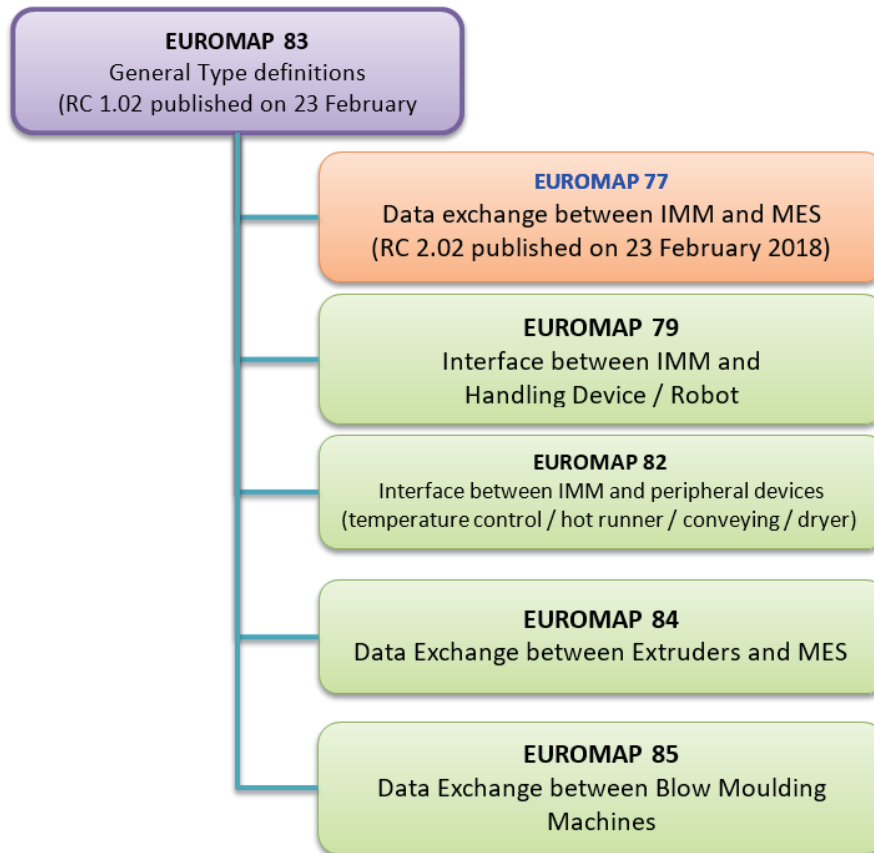 EUROMAP 83
General Type definitions
(RC 1.02 published on 23 February
EUROMAP 77
Data exchange between IMM and MES
(RC 2.02 published on 23 February 2018)
EUROMAP 79
Interface between IMM and
Handling Device / Robot
EUROMAP 82
Interface between IMM and peripheral devices
(temperature control / hot runner / conveying / dryer)
EUROMAP 84
Data Exchange between Extruders and MES
EUROMAP 85
Data Exchange between Blow Moulding
Machines